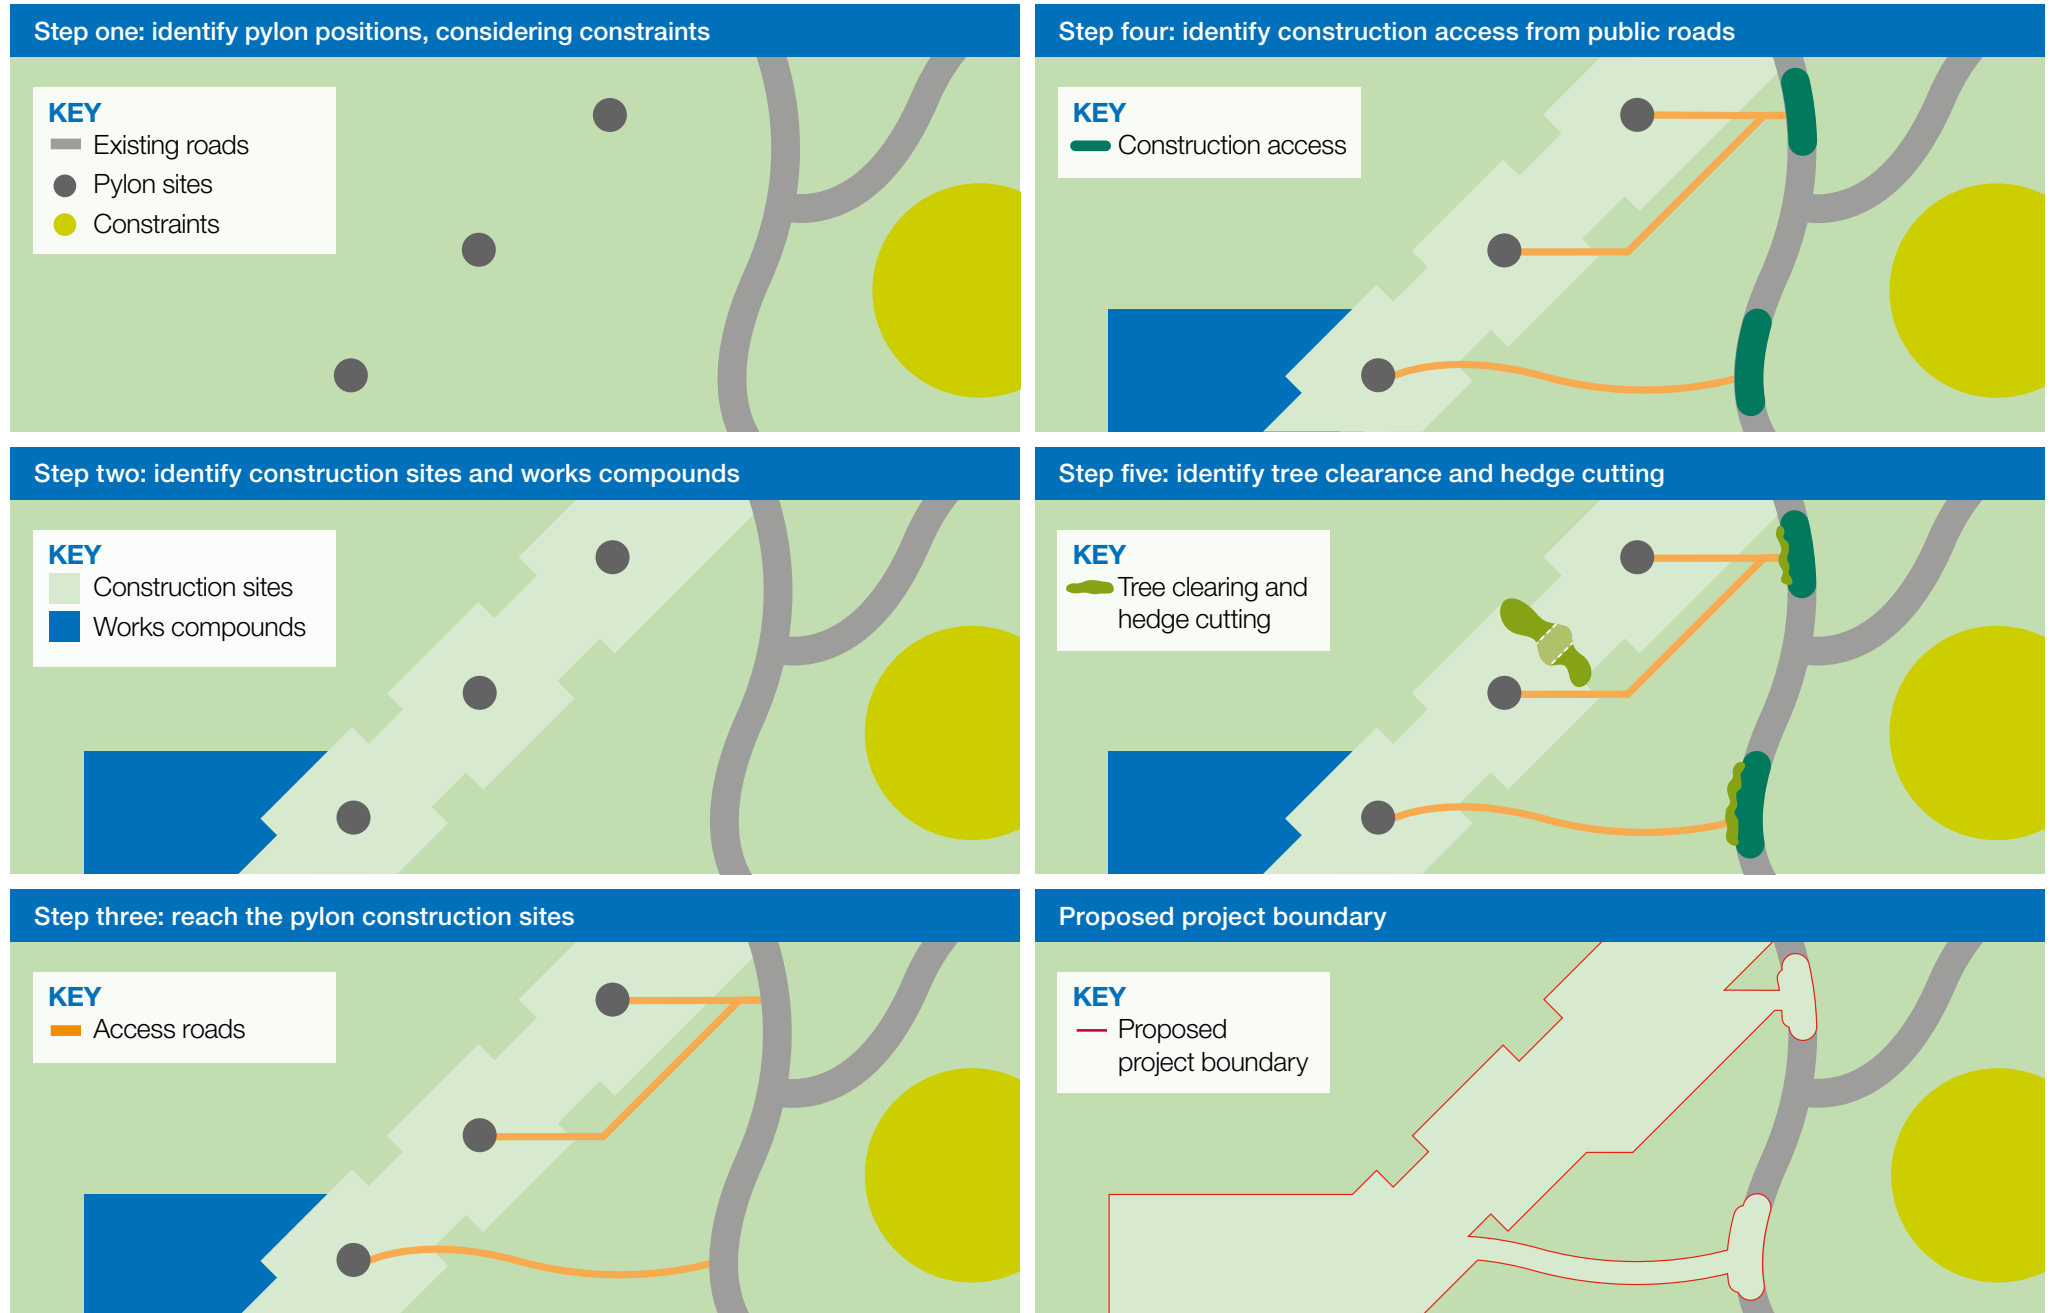 Step one: identify pylon positions, considering constraints
KEY
Existing roads
Pylon sites
Constraints
Step two: identify construction sites and works compounds
KEY
Construction sites
Works compounds
Step three: reach the pylon construction sites
KEY
Access roads
Step four: identify construction access from public roads
KEY
Construction access
Step five: identify tree clearance and hedge cutting
KEY
Tree clearing and
hedge cutting
Proposed project boundary
KEY
Proposed
project boundary